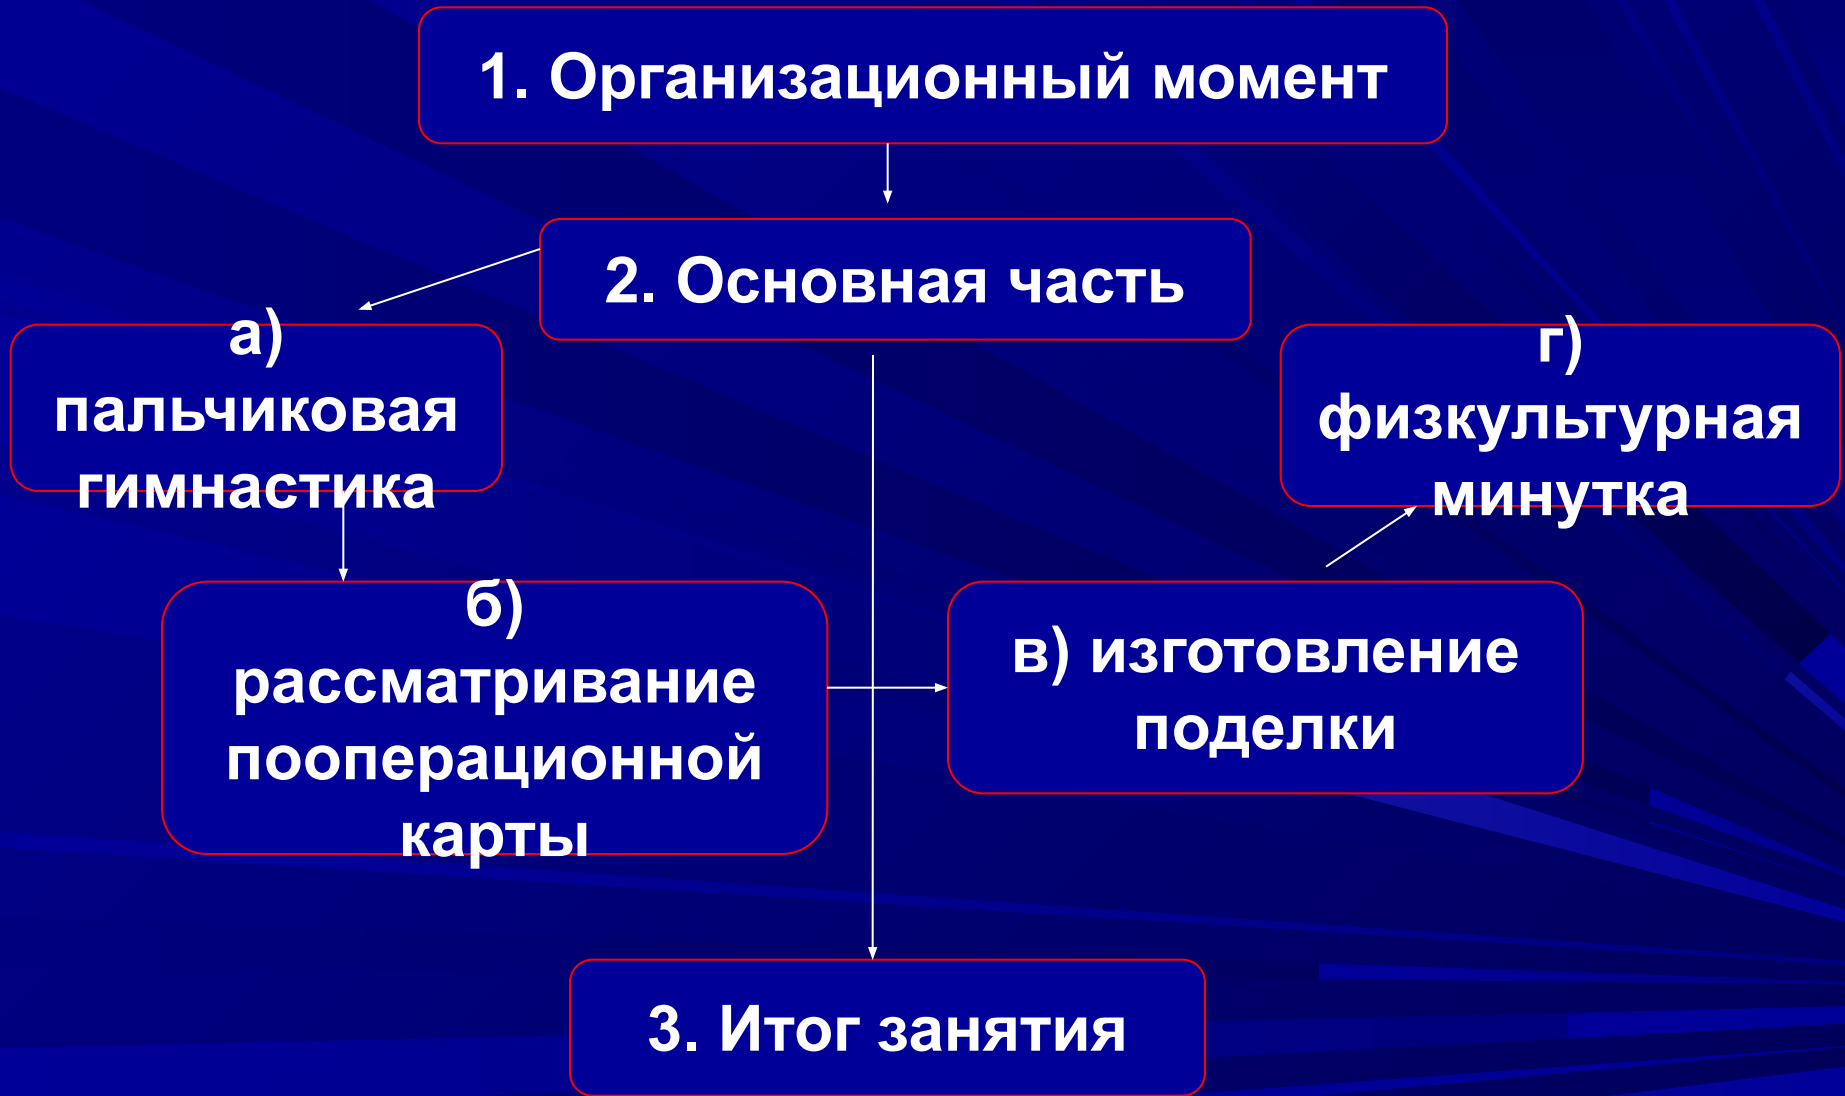 1. Организационный момент
2. Основная часть
а)
пальчиковая
гимнастика
б)
рассматривание
пооперационной
карты
в) изготовление
поделки
г)
физкультурная
минутка
3. Итог занятия